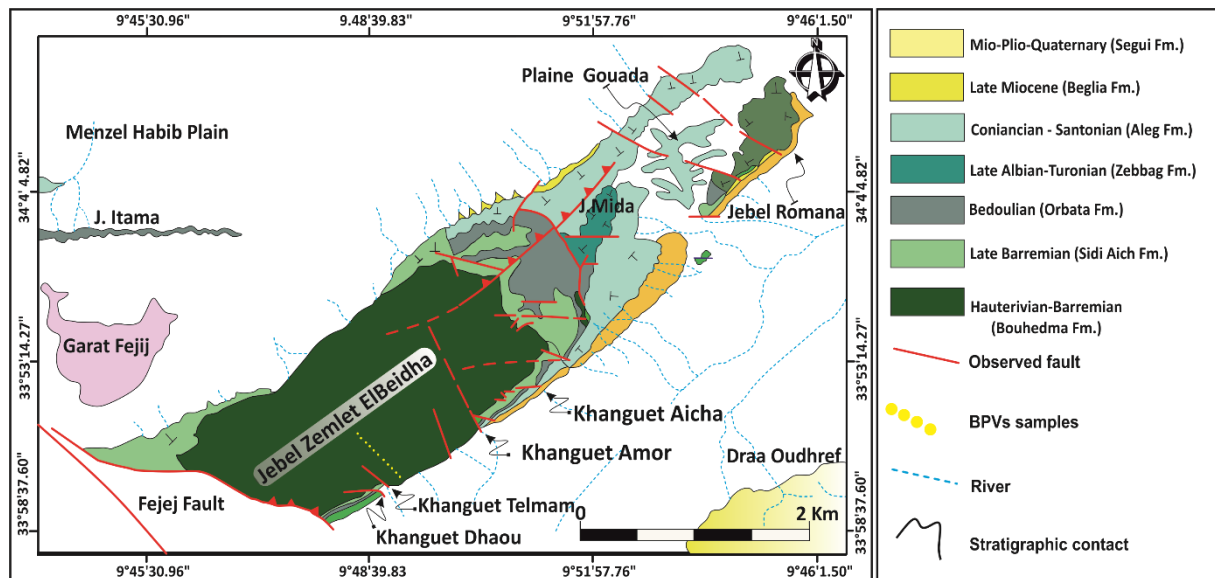 9°45'30.96"
9.48'39.83"
9°51'57.76"
9°46'1.50"
N
Plaine Gouada
Menzel Habib Plain
34°4'4.82"
34°4'4.82"
J. Itama
J.Mida
Jebel Romana
Garat Fejij
33°53'14.27"
33°53'14.27"
Jebel Zemlet ElBeidha
Khanguet Aicha
Khanguet Amor
Draa Oudhref
Fejej Fault
Khanguet Telmam
Khanguet Dhaou
0
2 Km
33°58'37.60"
33°58'37.60"
9°45'30.96"
9°48'39.83"
9°51'57.76"
9°46'1.50"
Mio-Plio-Quaternary (Segui Fm.)
Late Miocene (Beglia Fm.)
Coniancian - Santonian (Aleg Fm.)
Late Albian-Turonian (Zebbag Fm.)
Bedoulian (Orbata Fm.)
Late Barremian (Sidi Aich Fm.)
Hauterivian-Barremian
(Bouhedma Fm.)
Observed fault
BPVs samples
River
Stratigraphic contact